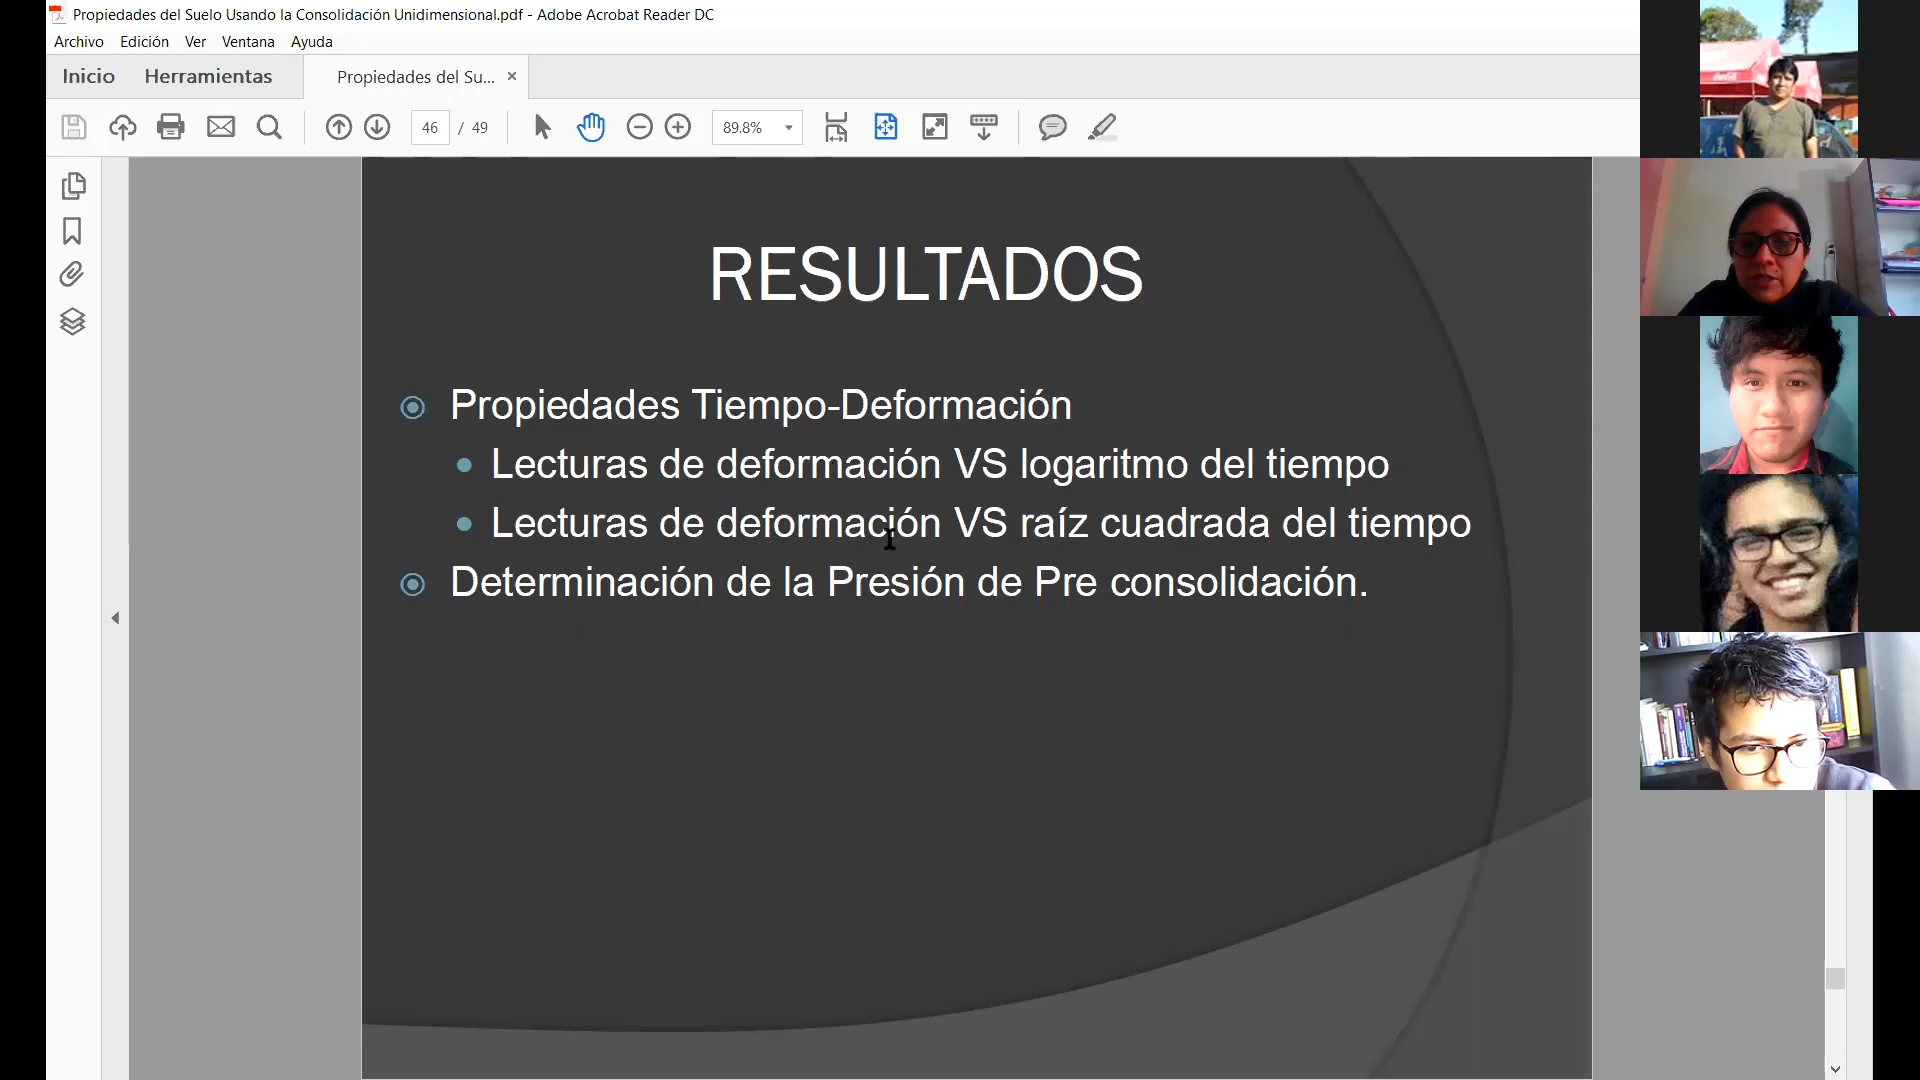 Propiedades del Suelo Usando la Consolidación Unidimensional.pdf - Adobe Acrobat Reader DC
Archivo Edición Ver Ventana Ayuda
Inicio Herramientas Propiedades del Su... ×
46 / 49 89.8%
RESULTADOS
Propiedades Tiempo-Deformación
Lecturas de deformación VS logaritmo del tiempo
Lecturas de deformación VS raíz cuadrada del tiempo
Determinación de la Presión de Pre consolidación.